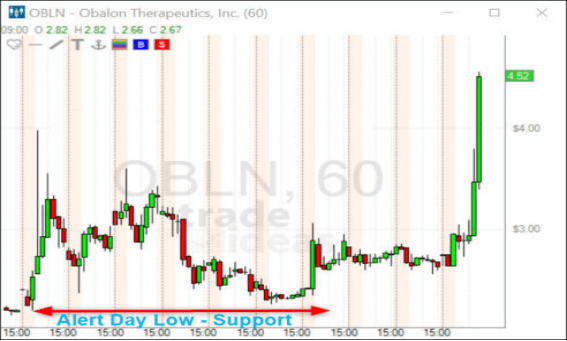 OBLN - Obalon Therapeutics, Inc. (60)
09:00 O 2.82 H 2.82 L 2.66 C 2.67
T B S
4.52
$4.00
OBLN, 60
trade
ideas
$3.00
Alert Day Low - Support
15:00 15:00 15:00 15:00 15:00 15:00 15:00 15:00 15:00 15:00